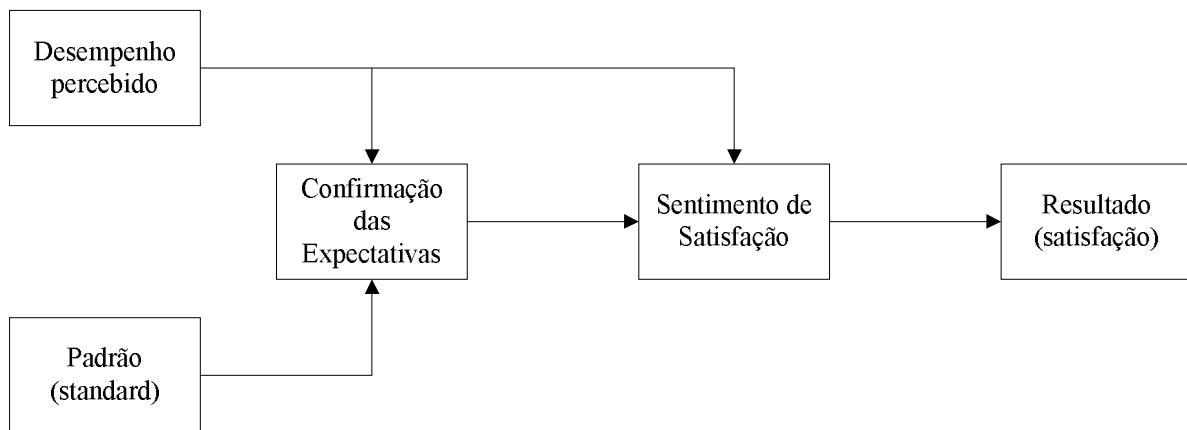 Desempenho
percebido
Confirmação
das
Expectativas
Sentimento de
Satisfação
Resultado
(satisfação)
Padrão
(standard)